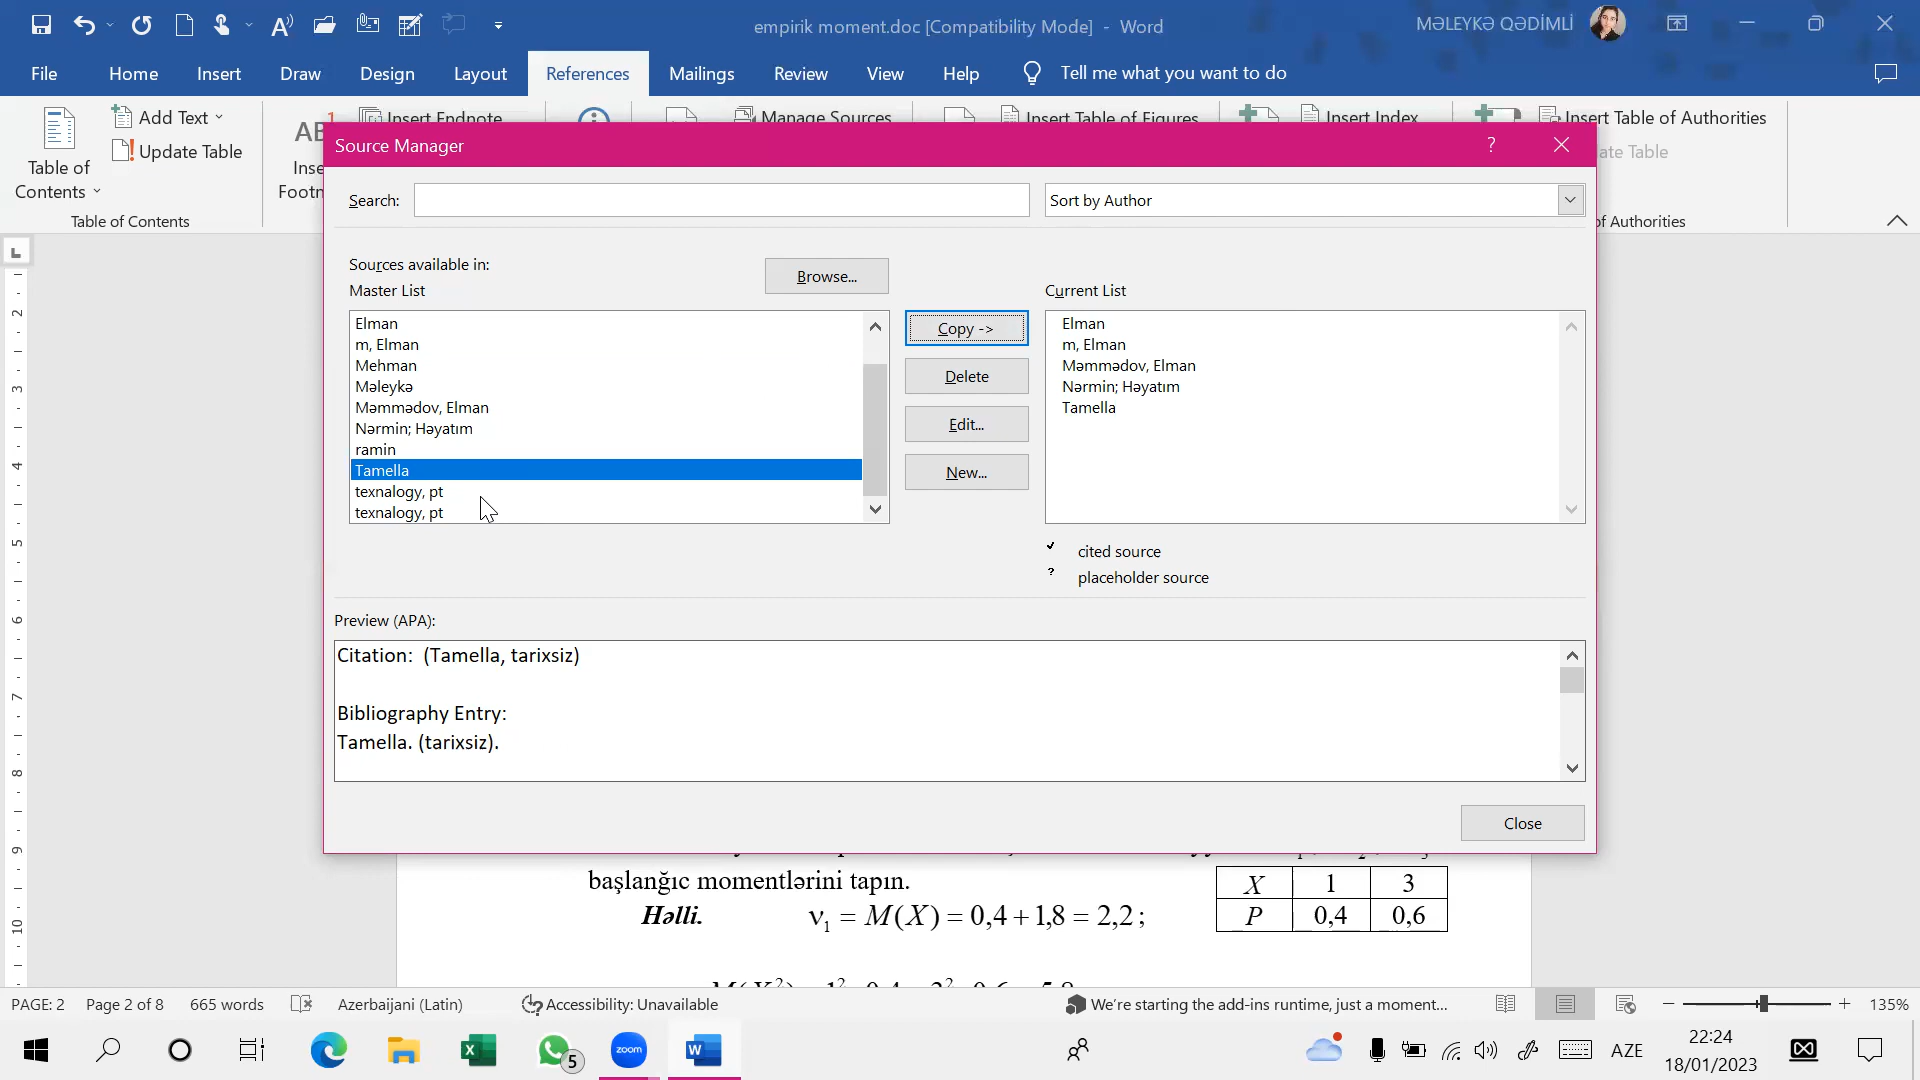 empirik moment.doc [Compatibility Mode] - Word
MƏLEYKƏ QƏDİMLİ
File Home Insert Draw Design Layout References Mailings Review View Help Tell me what you want to do
Add Text
Insert Endnote
Manage Sources
Insert Table of Figures
Insert Index
Insert Table of Authorities
Update Table
Table of Contents
Table of Contents
Source Manager
Search:
Sort by Author
Sources available in:
Master List
Browse...
Current List
Elman
m, Elman
Mehman
Məleykə
Məmmədov, Elman
Nərmin; Həyatım
ramin
Tamella
texnalogy, pt
texnalogy, pt
Copy ->
Delete
Edit...
New...
Elman
m, Elman
Məmmədov, Elman
Nərmin; Həyatım
Tamella
cited source
placeholder source
Preview (APA):
Citation: (Tamella, tarixsiz)
Bibliography Entry:
Tamella. (tarixsiz).
Close
başlanğıc momentlərini tapın.
X 1 3
P 0,4 0,6
Həlli. ν₁ = M(X) = 0,4 + 1,8 = 2,2 ;
PAGE: 2 Page 2 of 8 665 words Azerbaijani (Latin) Accessibility: Unavailable We're starting the add-ins runtime, just a moment... 135%
5
zoom
AZE
22:24
18/01/2023